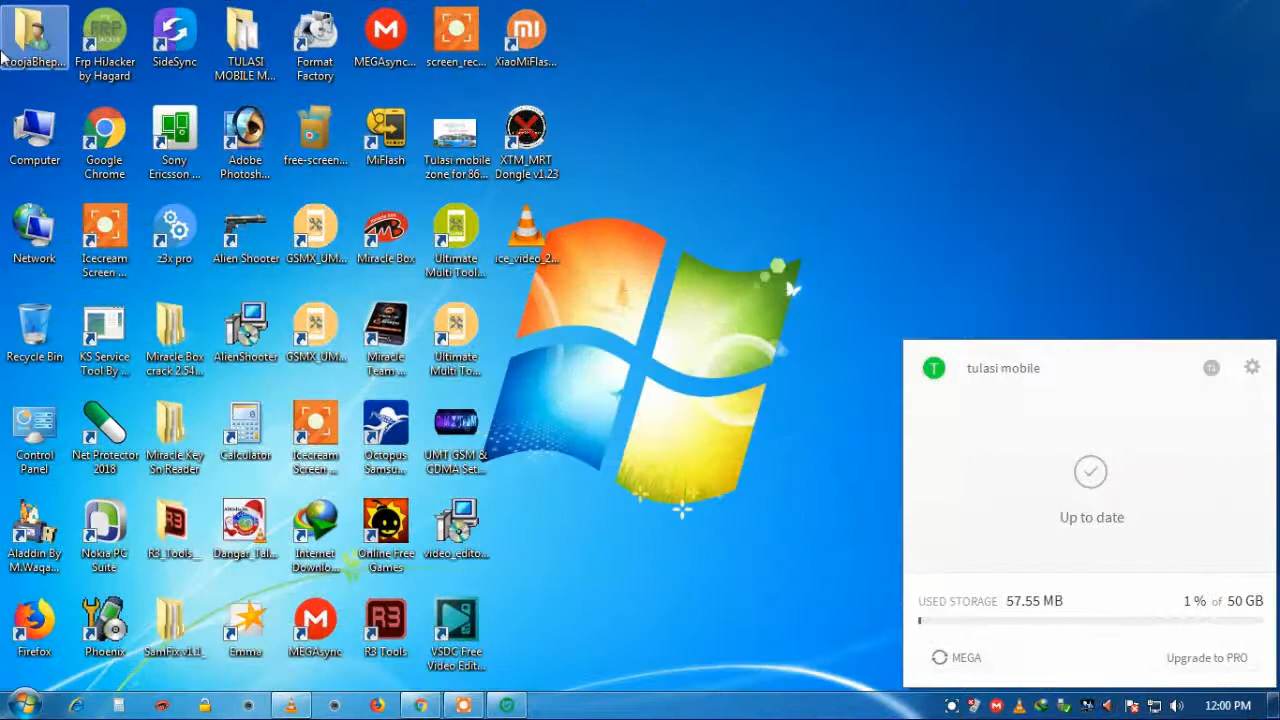 Frp HiJacker
by Hagard
SideSync
TULASI
MOBILE M...
Format
Factory
MEGAsync...
screen_rec...
XiaoMiFlas...
Computer
Google
Chrome
Sony
Ericsson ...
Adobe
Photosh...
free-screen...
MiFlash
Tulasi mobile
zone for 86...
XTM_MRT
Dongle v1.23
Network
Icecream
Screen ...
z3x pro
Alien Shooter
GSMX_UM...
Miracle Box
Ultimate
Multi Tool...
ice_video_2...
Recycle Bin
KS Service
Tool By ...
Miracle Box
crack 2.54...
AlienShooter
GSMX_UM...
Miracle
Team ...
Ultimate
Multi To...
Control
Panel
Net Protector
2018
Miracle Key
Sn Reader
Calculator
Icecream
Screen ...
Octopus
Samsu...
UMT GSM &
CDMA Set...
Aladdin By
M.Waqa...
Nokia PC
Suite
R3_Tools_
Dangar_Tal...
Internet
Downlo...
Online Free
Games
video_edito...
Firefox
Phoenix
SamFix v1.1_
Emma
MEGAsync
R3 Tools
VSDC Free
Video Edit...
T
tulasi mobile
Up to date
USED STORAGE 57.55 MB
1 % of 50 GB
MEGA
Upgrade to PRO
12:00 PM